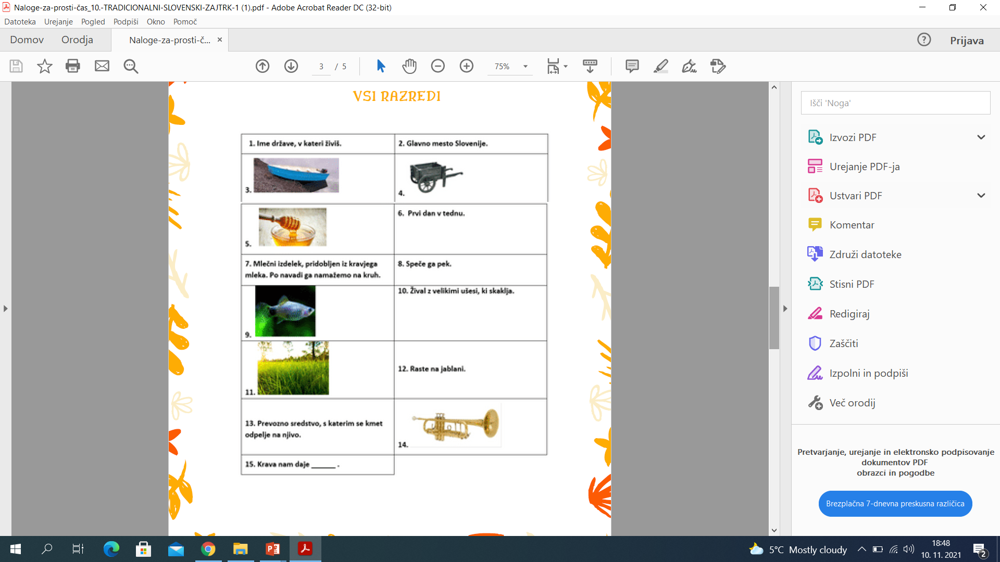 Naloge-za-prosti-čas_10.-TRADICIONALNI-SLOVENSKI-ZAJTRK-1 (1).pdf - Adobe Acrobat Reader DC (32-bit)
Datoteka Urejanje Pogled Podpiši Okno Pomoč
Domov Orodja Naloge-za-prosti-č... × Prijava
3 / 5 75%
VSI RAZREDI
1. Ime države, v kateri živiš.
2. Glavno mesto Slovenije.
3.
4.
5.
6. Prvi dan v tednu.
7. Mlečni izdelek, pridobljen iz kravjega
mleka. Po navadi ga namažemo na kruh.
8. Speče ga pek.
9.
10. Žival z velikimi ušesi, ki skaklja.
11.
12. Raste na jablani.
13. Prevozno sredstvo, s katerim se kmet
odpelje na njivo.
14.
15. Krava nam daje ______ .
Išči 'Noga'
Izvozi PDF
Urejanje PDF-ja
Ustvari PDF
Komentar
Združi datoteke
Stisni PDF
Redigiraj
Zaščiti
Izpolni in podpiši
Več orodij
Pretvarjanje, urejanje in elektronsko podpisovanje
dokumentov PDF
obrazci in pogodbe
Brezplačna 7-dnevna preskusna različica
5°C Mostly cloudy
18:48
10. 11. 2021
2